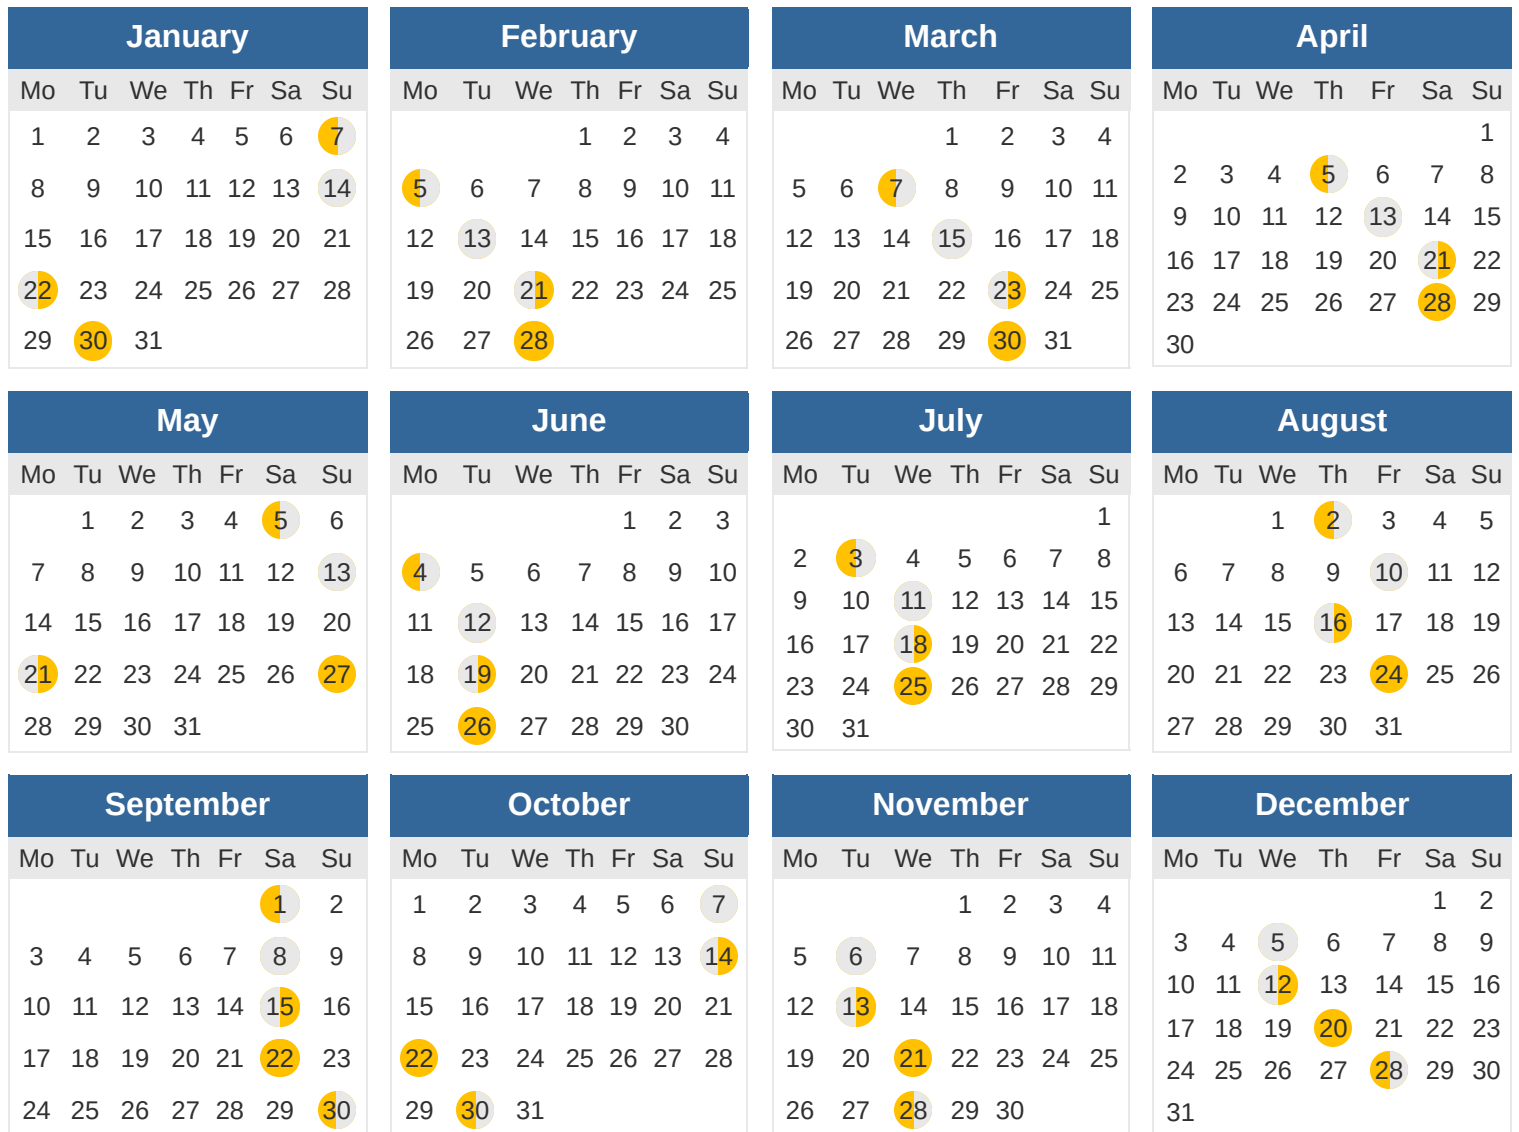 January
Mo Tu We Th Fr Sa Su
1 2 3 4 5 6 7
8 9 10 11 12 13 14
15 16 17 18 19 20 21
22 23 24 25 26 27 28
29 30 31
February
Mo Tu We Th Fr Sa Su
1 2 3 4
5 6 7 8 9 10 11
12 13 14 15 16 17 18
19 20 21 22 23 24 25
26 27 28
March
Mo Tu We Th Fr Sa Su
1 2 3 4
5 6 7 8 9 10 11
12 13 14 15 16 17 18
19 20 21 22 23 24 25
26 27 28 29 30 31
April
Mo Tu We Th Fr Sa Su
1
2 3 4 5 6 7 8
9 10 11 12 13 14 15
16 17 18 19 20 21 22
23 24 25 26 27 28 29
30
May
Mo Tu We Th Fr Sa Su
1 2 3 4 5 6
7 8 9 10 11 12 13
14 15 16 17 18 19 20
21 22 23 24 25 26 27
28 29 30 31
June
Mo Tu We Th Fr Sa Su
1 2 3
4 5 6 7 8 9 10
11 12 13 14 15 16 17
18 19 20 21 22 23 24
25 26 27 28 29 30
July
Mo Tu We Th Fr Sa Su
1
2 3 4 5 6 7 8
9 10 11 12 13 14 15
16 17 18 19 20 21 22
23 24 25 26 27 28 29
30 31
August
Mo Tu We Th Fr Sa Su
1 2 3 4 5
6 7 8 9 10 11 12
13 14 15 16 17 18 19
20 21 22 23 24 25 26
27 28 29 30 31
September
Mo Tu We Th Fr Sa Su
1 2
3 4 5 6 7 8 9
10 11 12 13 14 15 16
17 18 19 20 21 22 23
24 25 26 27 28 29 30
October
Mo Tu We Th Fr Sa Su
1 2 3 4 5 6 7
8 9 10 11 12 13 14
15 16 17 18 19 20 21
22 23 24 25 26 27 28
29 30 31
November
Mo Tu We Th Fr Sa Su
1 2 3 4
5 6 7 8 9 10 11
12 13 14 15 16 17 18
19 20 21 22 23 24 25
26 27 28 29 30
December
Mo Tu We Th Fr Sa Su
1 2
3 4 5 6 7 8 9
10 11 12 13 14 15 16
17 18 19 20 21 22 23
24 25 26 27 28 29 30
31